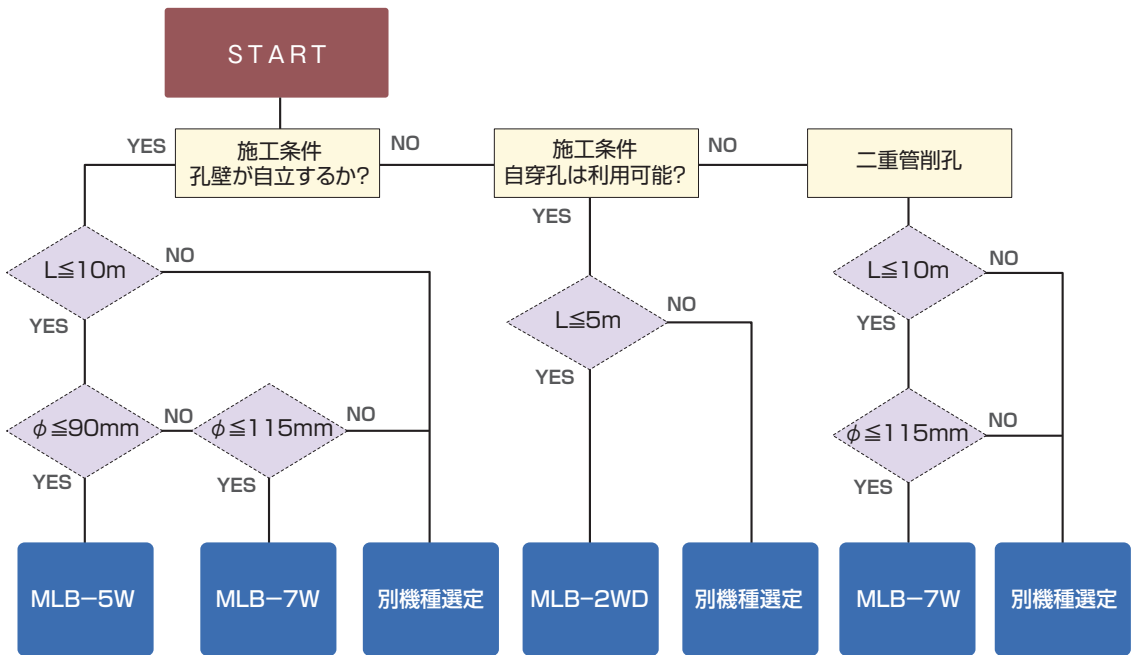 START
YES
施工条件
孔壁が自立するか?
NO
施工条件
自穿孔は利用可能?
NO
二重管削孔
YES
L≦10m
NO
L≦10m
NO
L≦5m
NO
YES
YES
YES
φ≦90mm
NO
φ≦115mm
NO
φ≦115mm
NO
YES
YES
YES
MLB−5W
MLB−7W
別機種選定
MLB−2WD
別機種選定
MLB−7W
別機種選定